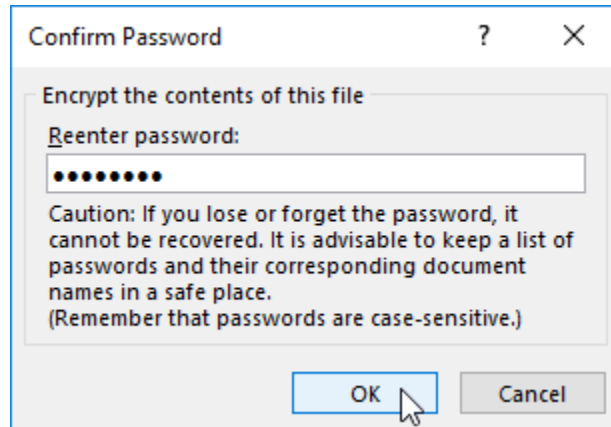 Confirm Password
Encrypt the contents of this file
Reenter password:
••••••••
Caution: If you lose or forget the password, it
cannot be recovered. It is advisable to keep a list of
passwords and their corresponding document
names in a safe place.
(Remember that passwords are case-sensitive.)
OK Cancel